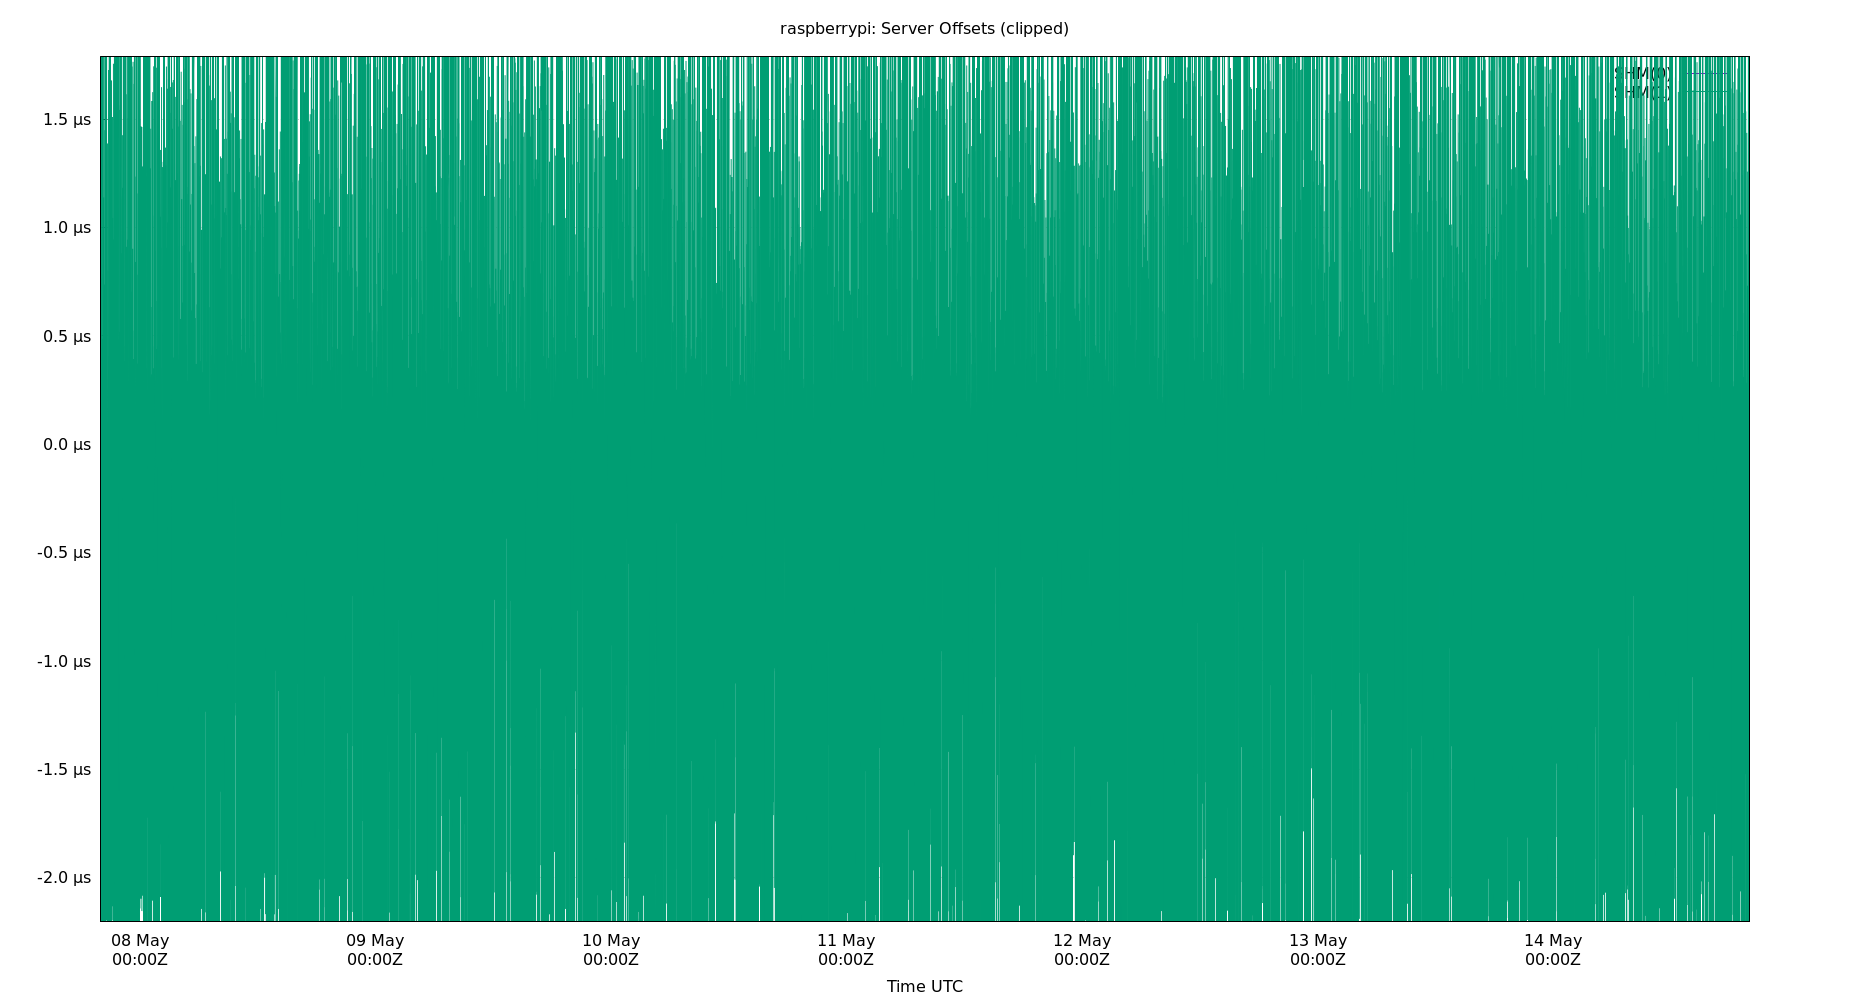 raspberrypi: Server Offsets (clipped)
SHM(0)
1.5 µs
1.0 µs
0.5 µs
0.0 µs
-0.5 µs
-1.0 µs
-1.5 µs
-2.0 µs
08 May 09 May 10 May 11 May 12 May 13 May 14 May
00:00Z 00:00Z 00:00Z 00:00Z 00:00Z 00:00Z 00:00Z
Time UTC